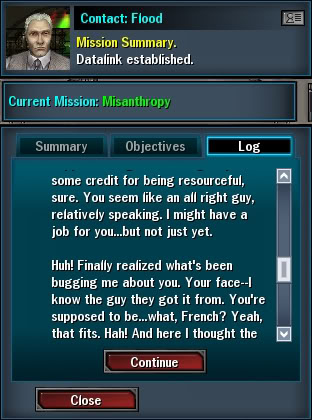 Contact: Flood
Mission Summary.
Datalink established.
Current Mission: Misanthropy
Summary
Objectives
Log
some credit for being resourceful,
sure. You seem like an all right guy,
relatively speaking. I might have a
job for you...but not just yet.
Huh! Finally realized what's been
bugging me about you. Your face--I
know the guy they got it from. You're
supposed to be...what, French? Yeah,
that fits. Hah! And here I thought the
Continue
Close